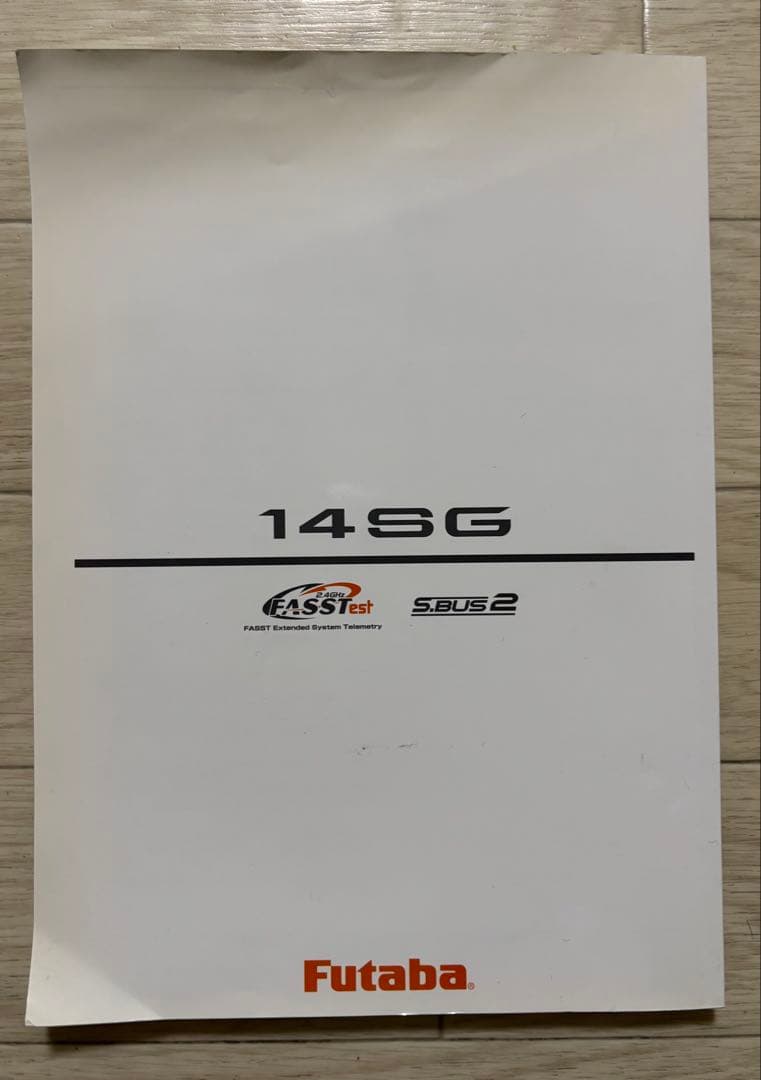 14SG
2.4GHz
FASSTest
S.BUS2
FASST Extended System Telemetry
Futaba®